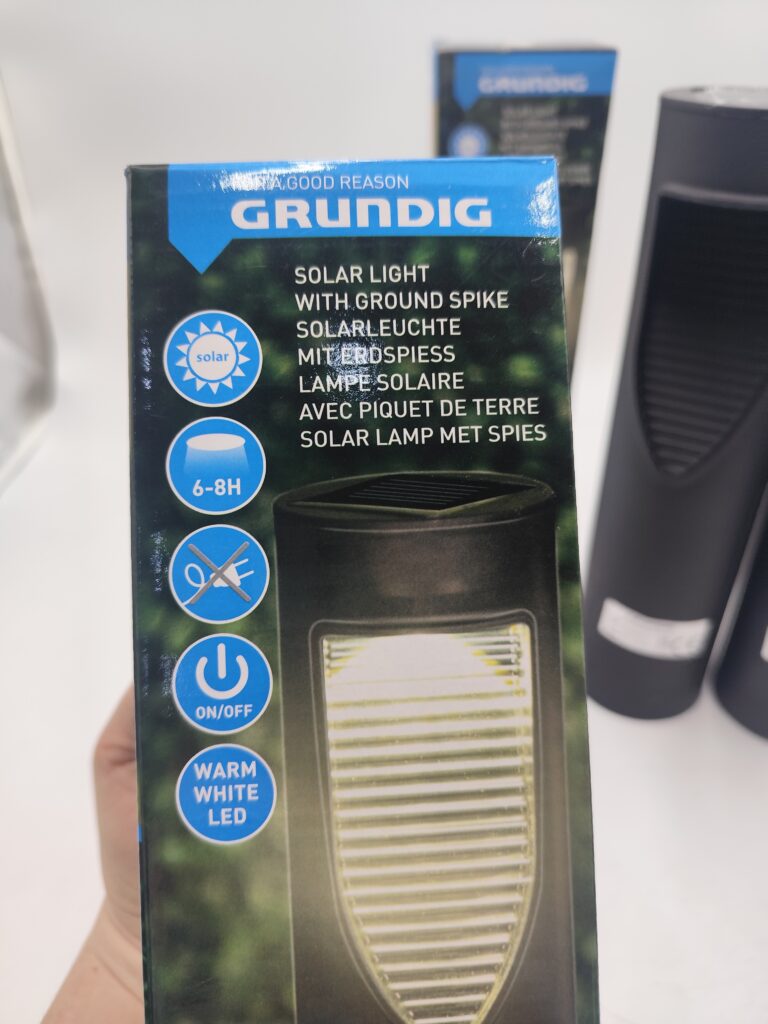 FOR A GOOD REASON
GRUNDIG
SOLAR LIGHT
WITH GROUND SPIKE
SOLARLEUCHTE
MIT ERDSPIESS
LAMPE SOLAIRE
AVEC PIQUET DE TERRE
SOLAR LAMP MET SPIES
solar
6-8H
ON/OFF
WARM
WHITE
LED
GRUNDIG